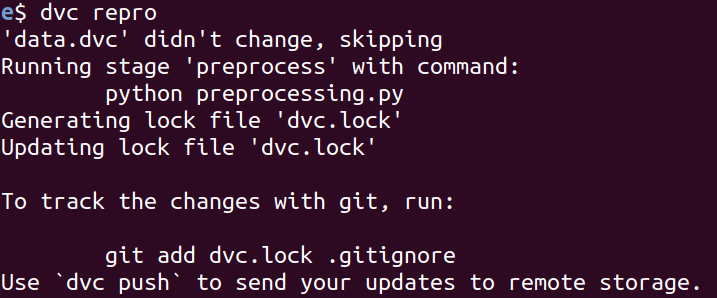 e$ dvc repro
'data.dvc' didn't change, skipping
Running stage 'preprocess' with command:
        python preprocessing.py
Generating lock file 'dvc.lock'
Updating lock file 'dvc.lock'

To track the changes with git, run:

        git add dvc.lock .gitignore
Use `dvc push` to send your updates to remote storage.